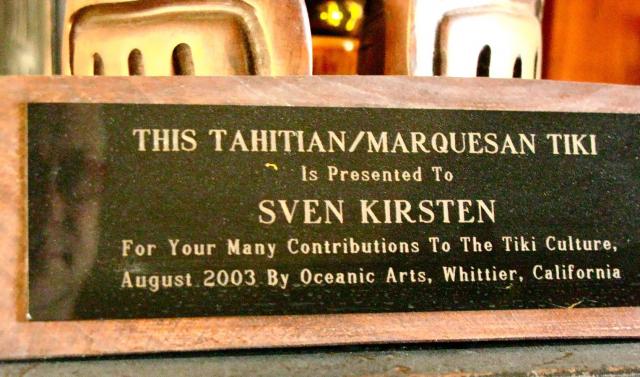 THIS TAHITIAN/MARQUESAN TIKI
Is Presented To
SVEN KIRSTEN
For Your Many Contributions To The Tiki Culture,
August 2003 By Oceanic Arts, Whittier, California